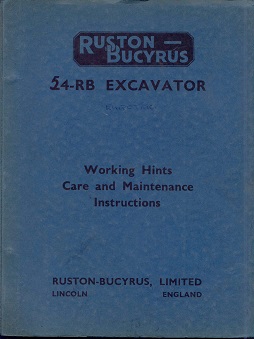 RUSTON—
BUCYRUS
54-RB EXCAVATOR
Working Hints
Care and Maintenance
Instructions
RUSTON-BUCYRUS, LIMITED
LINCOLN ENGLAND